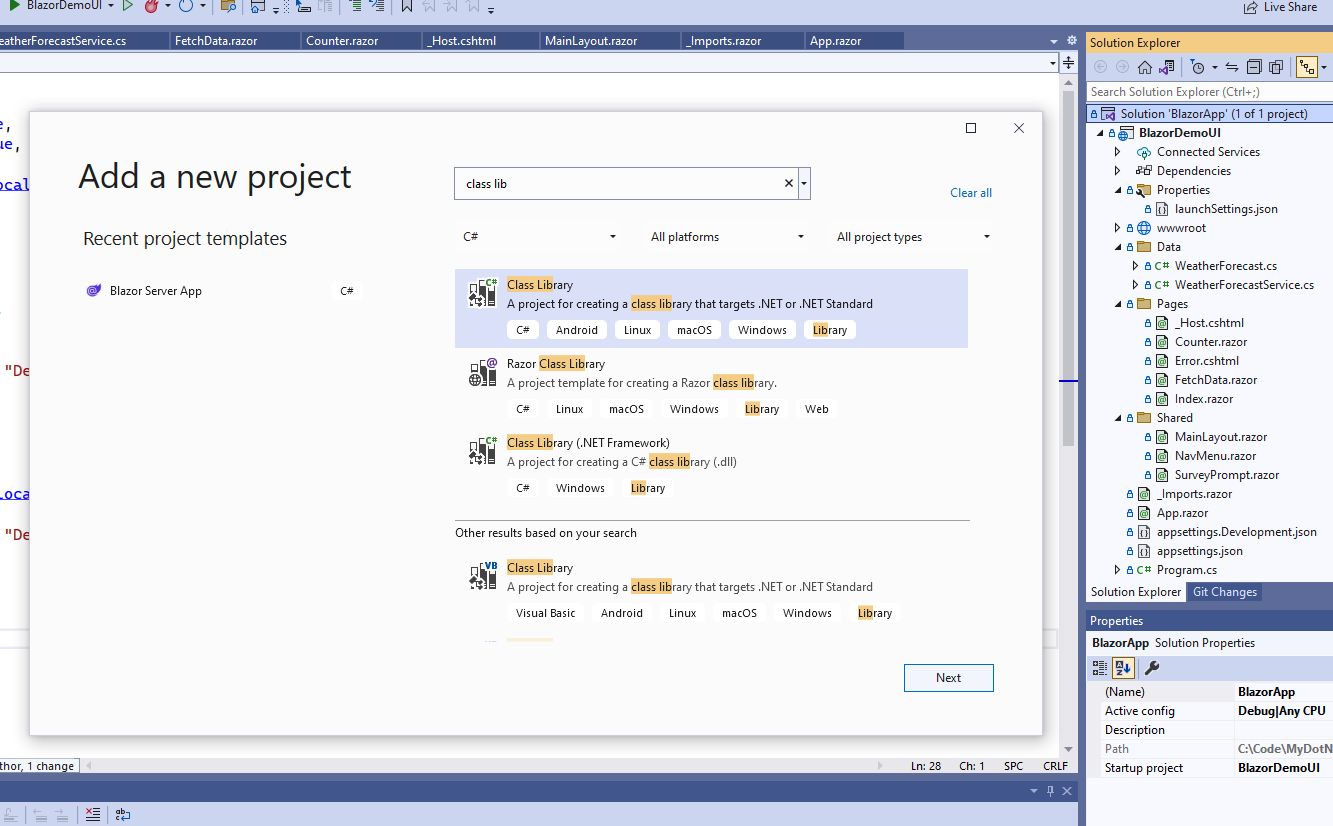 BlazorDemoUI
Live Share
eatherForecastService.cs
FetchData.razor
Counter.razor
_Host.cshtml
MainLayout.razor
_Imports.razor
App.razor
e,
ue,
ocal
"De
Loca
"De
Add a new project
Recent project templates
Blazor Server App
C#
class lib
Clear all
C#
All platforms
All project types
Class Library
A project for creating a class library that targets .NET or .NET Standard
C# Android Linux macOS Windows Library
Razor Class Library
A project template for creating a Razor class library.
C# Linux macOS Windows Library Web
Class Library (.NET Framework)
A project for creating a C# class library (.dll)
C# Windows Library
Other results based on your search
VB
Class Library
A project for creating a class library that targets .NET or .NET Standard
Visual Basic Android Linux macOS Windows Library
Next
thor, 1 change
Ln: 28 Ch: 1 SPC CRLF
Solution Explorer
Search Solution Explorer (Ctrl+;)
Solution 'BlazorApp' (1 of 1 project)
BlazorDemoUI
Connected Services
Dependencies
Properties
launchSettings.json
wwwroot
Data
C# WeatherForecast.cs
C# WeatherForecastService.cs
Pages
_Host.cshtml
Counter.razor
Error.cshtml
FetchData.razor
Index.razor
Shared
MainLayout.razor
NavMenu.razor
SurveyPrompt.razor
_Imports.razor
App.razor
appsettings.Development.json
appsettings.json
C# Program.cs
Solution Explorer
Git Changes
Properties
BlazorApp Solution Properties
(Name) BlazorApp
Active config Debug|Any CPU
Description
Path C:\Code\MyDotN
Startup project BlazorDemoUI